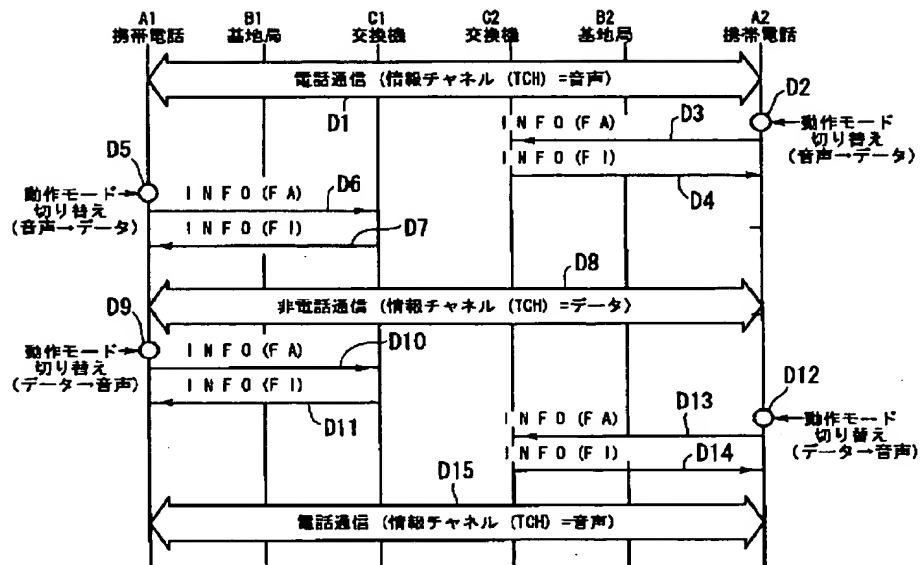 A1
携帯電話
B1
基地局
C1
交換機
C2
交換機
B2
基地局
A2
携帯電話
電話通信 (情報チャネル (TCH) =音声)
D1
D2
動作モード
切り替え
(音声→データ)
INFO (FA)
D3
INFO (FI)
D4
D5
動作モード
切り替え
(音声→データ)
INFO (FA)
D6
INFO (FI)
D7
D8
非電話通信 (情報チャネル (TCH) =データ)
D9
動作モード
切り替え
(データ→音声)
INFO (FA)
D10
INFO (FI)
D11
D12
動作モード
切り替え
(データ→音声)
INFO (FA)
D13
INFO (FI)
D14
D15
電話通信 (情報チャネル (TCH) =音声)